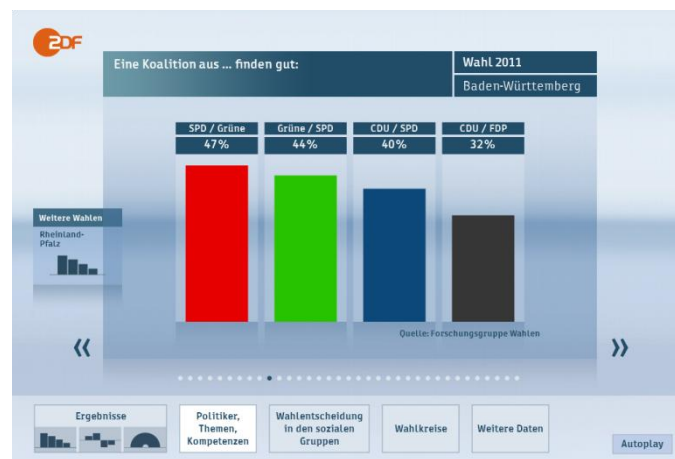 ZDF
Eine Koalition aus ... finden gut:
Wahl 2011
Baden-Württemberg
SPD / Grüne
47%
Grüne / SPD
44%
CDU / SPD
40%
CDU / FDP
32%
Weitere Wahlen
Rheinland-
Pfalz
Quelle: Forschungsgruppe Wahlen
«
»
Ergebnisse
Politiker,
Themen,
Kompetenzen
Wahlentscheidung
in den sozialen
Gruppen
Wahlkreise
Weitere Daten
Autoplay